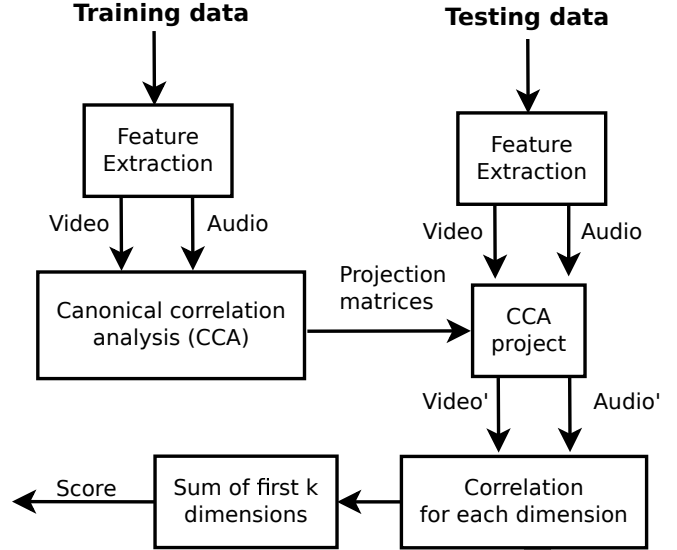 Training data
Testing data
Feature
Extraction
Feature
Extraction
Video
Audio
Video
Audio
Projection
matrices
Canonical correlation
analysis (CCA)
CCA
project
Video'
Audio'
Score
Sum of first k
dimensions
Correlation
for each dimension